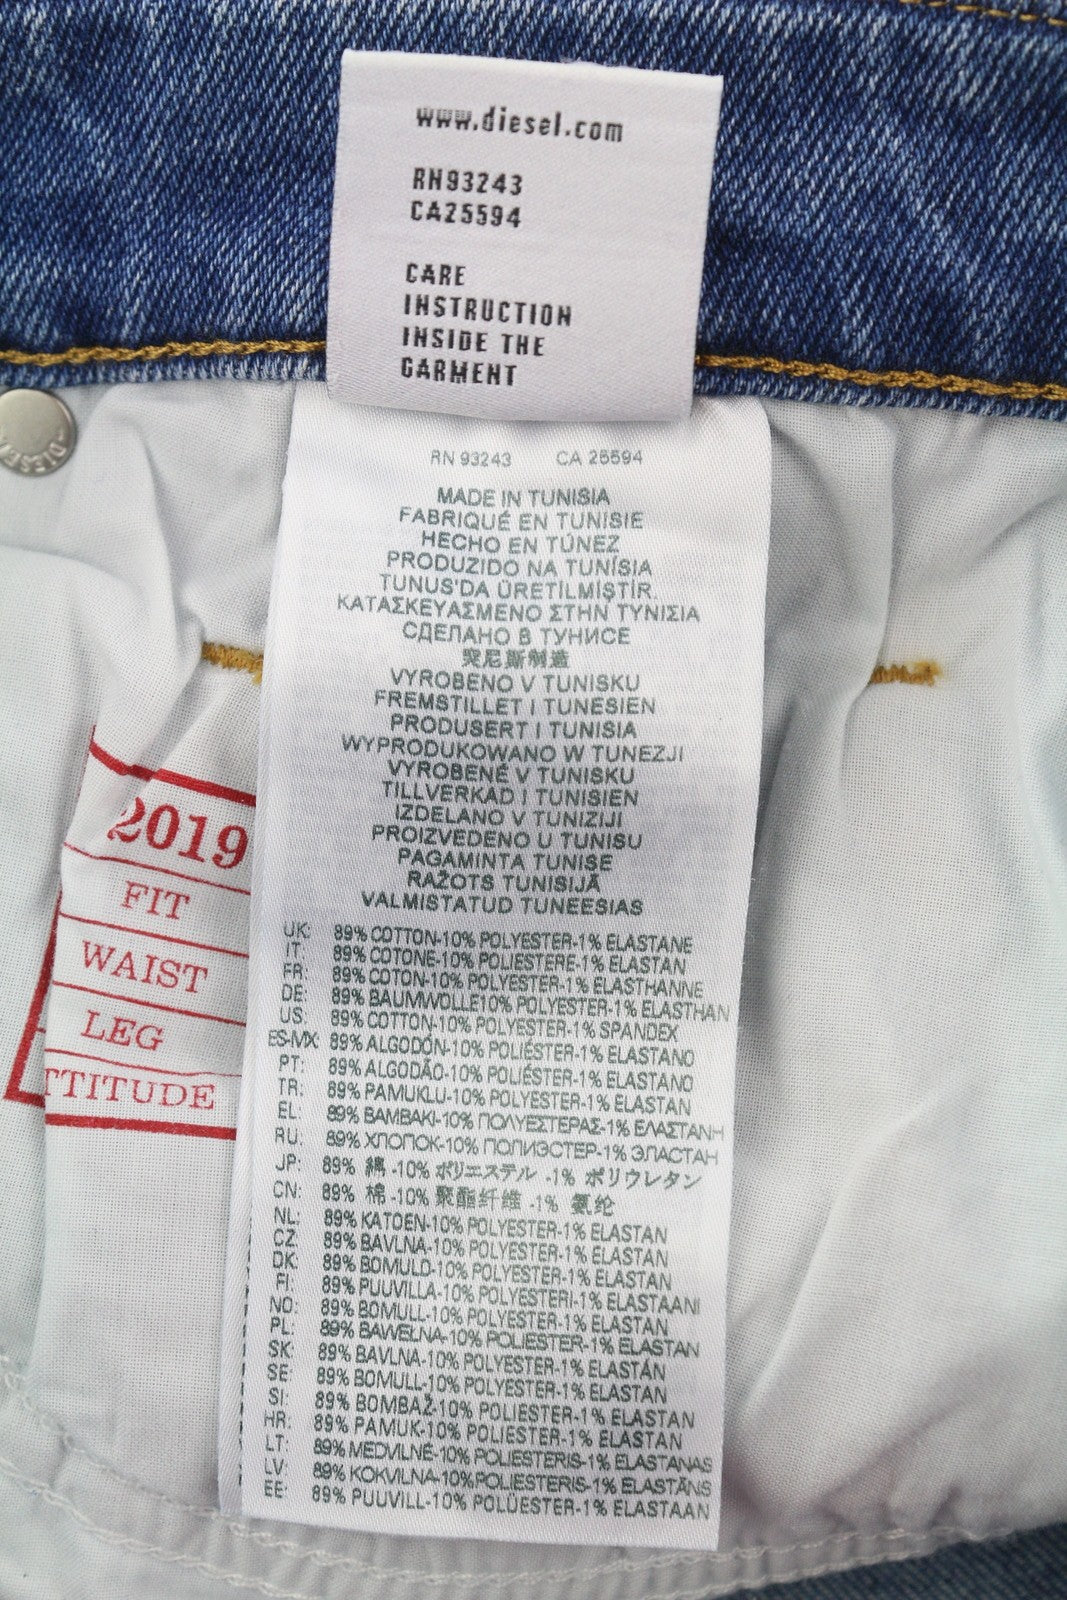 www.diesel.com
RN93243
CA25594
CARE
INSTRUCTION
INSIDE THE
GARMENT
DIESEL
RN 93243 CA 25594
MADE IN TUNISIA
FABRIQUÉ EN TUNISIE
HECHO EN TÚNEZ
PRODUZIDO NA TUNÍSIA
TUNUS'DA ÜRETİLMİŞTİR
ΚΑΤΑΣΚΕΥΑΣΜΕΝΟ ΣΤΗΝ ΤΥΝΙΣΙΑ
СДЕЛАНО В ТУНИСЕ
突尼斯制造
VYROBENO V TUNISKU
FREMSTILLET I TUNESIEN
PRODUSERT I TUNISIA
WYPRODUKOWANO W TUNEZJI
VYROBENÉ V TUNISKU
TILLVERKAD I TUNISIEN
IZDELANO V TUNIZIJI
PROIZVEDENO U TUNISU
PAGAMINTA TUNISE
RAŽOTS TUNISIJĀ
VALMISTATUD TUNEESIAS
UK: 89% COTTON-10% POLYESTER-1% ELASTANE
IT: 89% COTONE-10% POLIESTERE-1% ELASTAN
FR: 89% COTON-10% POLYESTER-1% ELASTHANNE
DE: 89% BAUMWOLLE10% POLYESTER-1% ELASTHAN
US: 89% COTTON-10% POLYESTER-1% SPANDEX
ES-MX: 89% ALGODÓN-10% POLIÉSTER-1% ELASTANO
PT: 89% ALGODÃO-10% POLIÉSTER-1% ELASTANO
TR: 89% PAMUKLU-10% POLYESTER-1% ELASTAN
EL: 89% ΒΑΜΒΑΚΙ-10% ΠΟΛΥΕΣΤΕΡΑΣ-1% ΕΛΑΣΤΑΝΗ
RU: 89% ХЛОПОК-10% ПОЛИЭСТЕР-1% ЭЛАСТАН
JP: 89% 綿 -10% ポリエステル -1% ポリウレタン
CN: 89% 棉 -10% 聚酯纤维 -1% 氨纶
NL: 89% KATOEN-10% POLYESTER-1% ELASTAN
CZ: 89% BAVLNA-10% POLYESTER-1% ELASTAN
DK: 89% BOMULD-10% POLYESTER-1% ELASTAN
FI: 89% PUUVILLA-10% POLYESTERI-1% ELASTAANI
NO: 89% BOMULL-10% POLYESTER-1% ELASTAN
PL: 89% BAWEŁNA-10% POLIESTER-1% ELASTAN
SK: 89% BAVLNA-10% POLYESTER-1% ELASTÁN
SE: 89% BOMULL-10% POLYESTER-1% ELASTAN
SI: 89% BOMBAŽ-10% POLYESTER-1% ELASTAN
HR: 89% PAMUK-10% POLYESTER-1% ELASTAN
LT: 89% MEDVILNĖ-10% POLYESTERIS-1% ELASTANAS
LV: 89% KOKVILNA-10% POLYESTERIS-1% ELASTĀNS
EE: 89% PUUVILL-10% POLÜESTER-1% ELASTAAN
2019
FIT
WAIST
LEG
TTITUDE